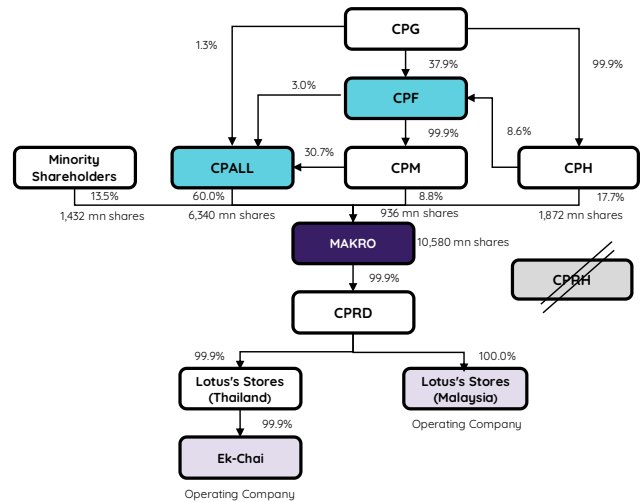 CPG
1.3%
37.9%
99.9%
3.0%
CPF
8.6%
99.9%
30.7%
Minority
Shareholders
CPALL
CPM
CPH
13.5%
60.0%
8.8%
17.7%
1,432 mn shares
6,340 mn shares
936 mn shares
1,872 mn shares
MAKRO
10,580 mn shares
99.9%
CPRH
CPRD
99.9%
100.0%
Lotus's Stores
(Thailand)
Lotus's Stores
(Malaysia)
99.9%
Operating Company
Ek-Chai
Operating Company